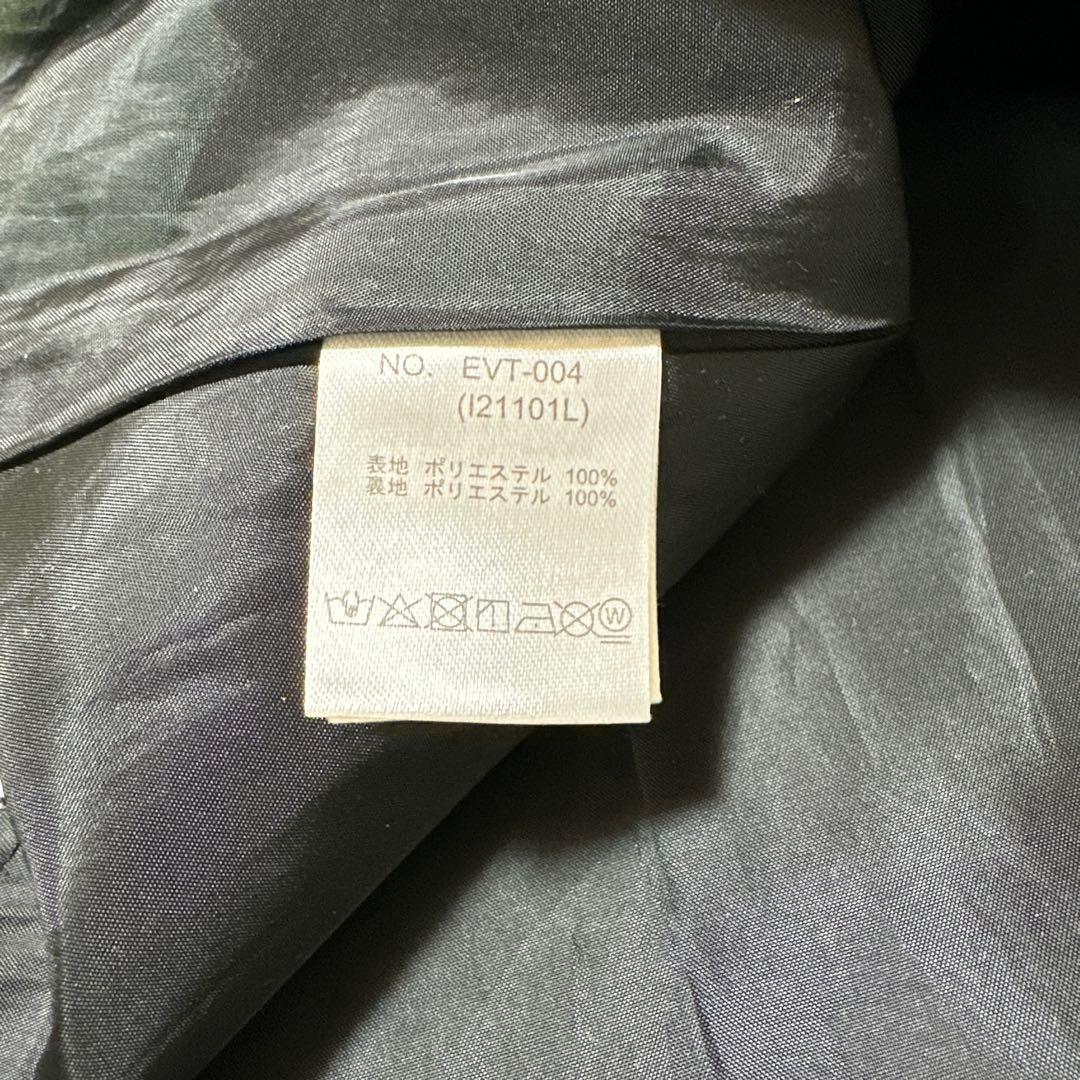 NO. EVT-004
(I21101L)
表地 ポリエステル 100%
裏地 ポリエステル 100%
W